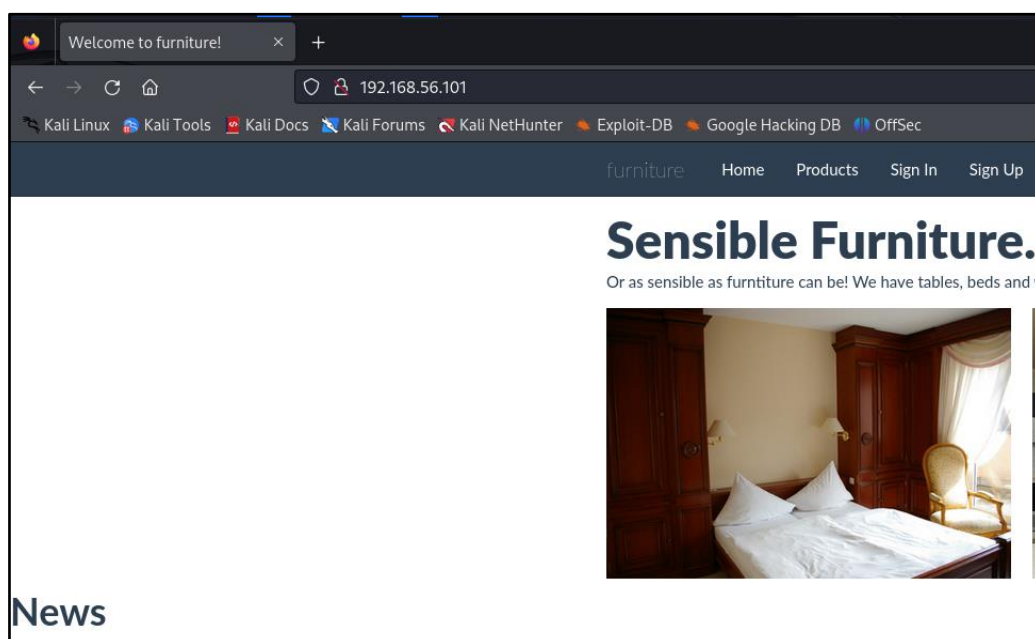 Welcome to furniture!
192.168.56.101
Kali Linux Kali Tools Kali Docs Kali Forums Kali NetHunter Exploit-DB Google Hacking DB OffSec
furniture Home Products Sign In Sign Up
Sensible Furniture.
Or as sensible as furntiture can be! We have tables, beds and
News